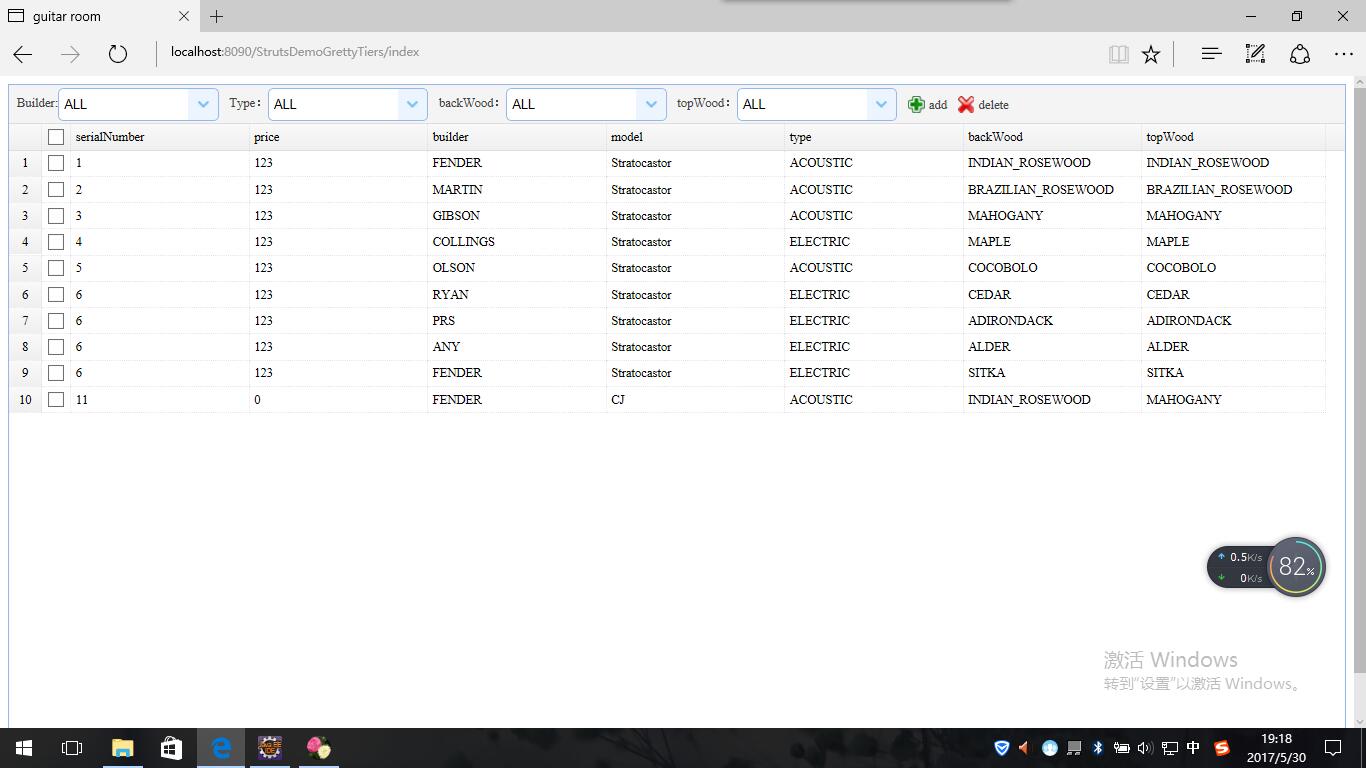 guitar room
localhost:8090/StrutsDemoGrettyTiers/index
Builder: ALL Type: ALL backWood: ALL topWood: ALL add delete
serialNumber price builder model type backWood topWood
1 1 123 FENDER Stratocastor ACOUSTIC INDIAN_ROSEWOOD INDIAN_ROSEWOOD
2 2 123 MARTIN Stratocastor ACOUSTIC BRAZILIAN_ROSEWOOD BRAZILIAN_ROSEWOOD
3 3 123 GIBSON Stratocastor ACOUSTIC MAHOGANY MAHOGANY
4 4 123 COLLINGS Stratocastor ELECTRIC MAPLE MAPLE
5 5 123 OLSON Stratocastor ACOUSTIC COCOBOLO COCOBOLO
6 6 123 RYAN Stratocastor ELECTRIC CEDAR CEDAR
7 6 123 PRS Stratocastor ELECTRIC ADIRONDACK ADIRONDACK
8 6 123 ANY Stratocastor ELECTRIC ALDER ALDER
9 6 123 FENDER Stratocastor ELECTRIC SITKA SITKA
10 11 0 FENDER CJ ACOUSTIC INDIAN_ROSEWOOD MAHOGANY
0.5K/s
0K/s
82%
激活 Windows
转到"设置"以激活 Windows。
中
19:18
2017/5/30